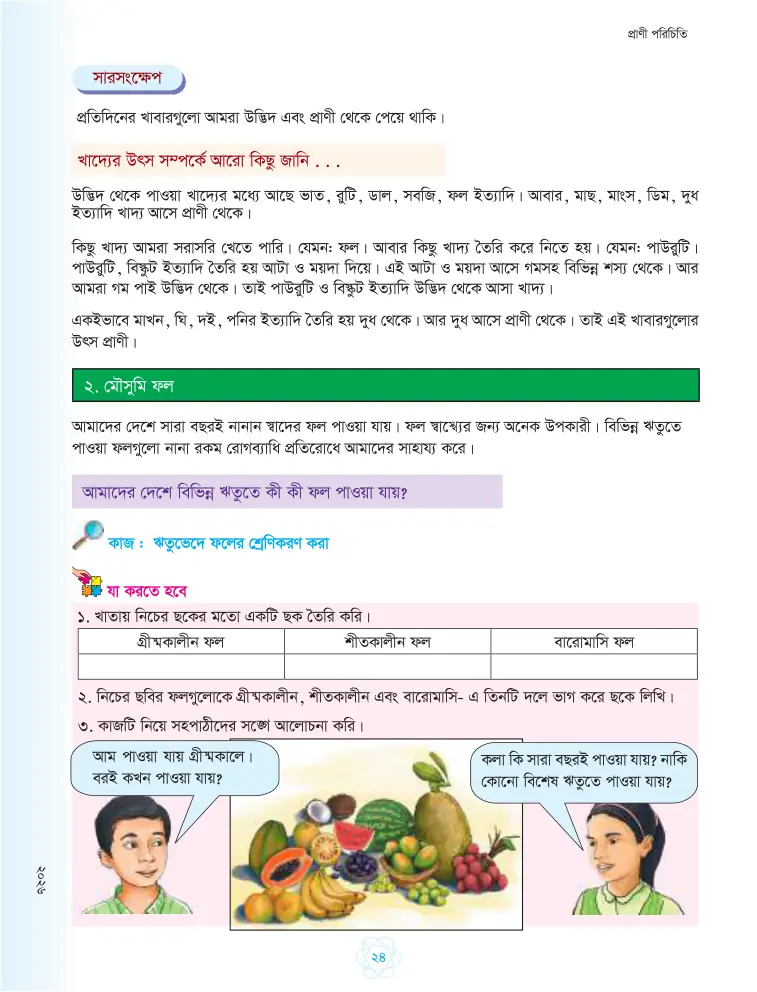 প্রাণী পরিচিতি
সারসংক্ষেপ
প্রতিদিনের খাবারগুলো আমরা উদ্ভিদ এবং প্রাণী থেকে পেয়ে থাকি।
খাদ্যের উৎস সম্পর্কে আরো কিছু জানি . . .
উদ্ভিদ থেকে পাওয়া খাদ্যের মধ্যে আছে ভাত, রুটি, ডাল, সবজি, ফল ইত্যাদি। আবার, মাছ, মাংস, ডিম, দুধ
ইত্যাদি খাদ্য আসে প্রাণী থেকে।
কিছু খাদ্য আমরা সরাসরি খেতে পারি। যেমন: ফল। আবার কিছু খাদ্য তৈরি করে নিতে হয়। যেমন: পাউরুটি।
পাউরুটি, বিস্কুট ইত্যাদি তৈরি হয় আটা ও ময়দা দিয়ে। এই আটা ও ময়দা আসে গমসহ বিভিন্ন শস্য থেকে। আর
আমরা গম পাই উদ্ভিদ থেকে। তাই পাউরুটি ও বিস্কুট ইত্যাদি উদ্ভিদ থেকে আসা খাদ্য।
একইভাবে মাখন, ঘি, দই, পনির ইত্যাদি তৈরি হয় দুধ থেকে। আর দুধ আসে প্রাণী থেকে। তাই এই খাবারগুলোর
উৎস প্রাণী।
২. মৌসুমি ফল
আমাদের দেশে সারা বছরই নানান স্বাদের ফল পাওয়া যায়। ফল স্বাস্থ্যের জন্য অনেক উপকারী। বিভিন্ন ঋতুতে
পাওয়া ফলগুলো নানা রকম রোগব্যাধি প্রতিরোধে আমাদের সাহায্য করে।
আমাদের দেশে বিভিন্ন ঋতুতে কী কী ফল পাওয়া যায়?
কাজ : ঋতুভেদে ফলের শ্রেণিকরণ করা
যা করতে হবে
১. খাতায় নিচের ছকের মতো একটি ছক তৈরি করি।
গ্রীষ্মকালীন ফল শীতকালীন ফল বারোমাসি ফল
২. নিচের ছবির ফলগুলোকে গ্রীষ্মকালীন, শীতকালীন এবং বারোমাসি- এ তিনটি দলে ভাগ করে ছকে লিখি।
৩. কাজটি নিয়ে সহপাঠীদের সঙ্গে আলোচনা করি।
আম পাওয়া যায় গ্রীষ্মকালে।
বরই কখন পাওয়া যায়?
কলা কি সারা বছরই পাওয়া যায়? নাকি
কোনো বিশেষ ঋতুতে পাওয়া যায়?
২০২৫
২৪